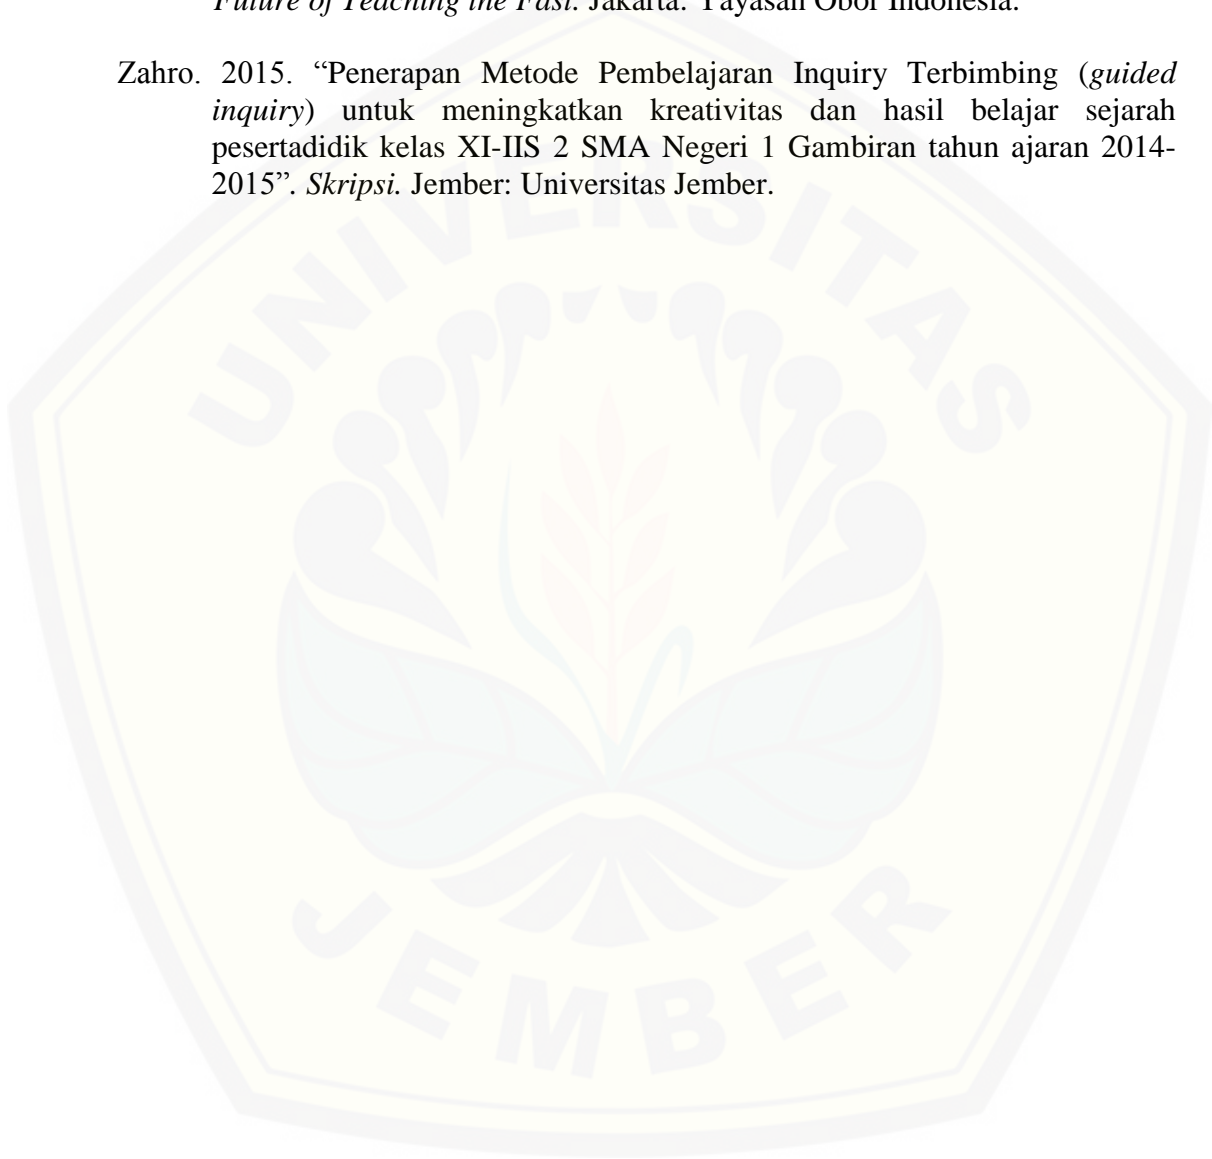 Future of Teaching the Past. Jakarta: Yayasan Obor Indonesia.
Zahro. 2015. “Penerapan Metode Pembelajaran Inquiry Terbimbing (guided
inquiry) untuk meningkatkan kreativitas dan hasil belajar sejarah
pesertadidik kelas XI-IIS 2 SMA Negeri 1 Gambiran tahun ajaran 2014-
2015”. Skripsi. Jember: Universitas Jember.
UNIVERSITAS
JEMBER